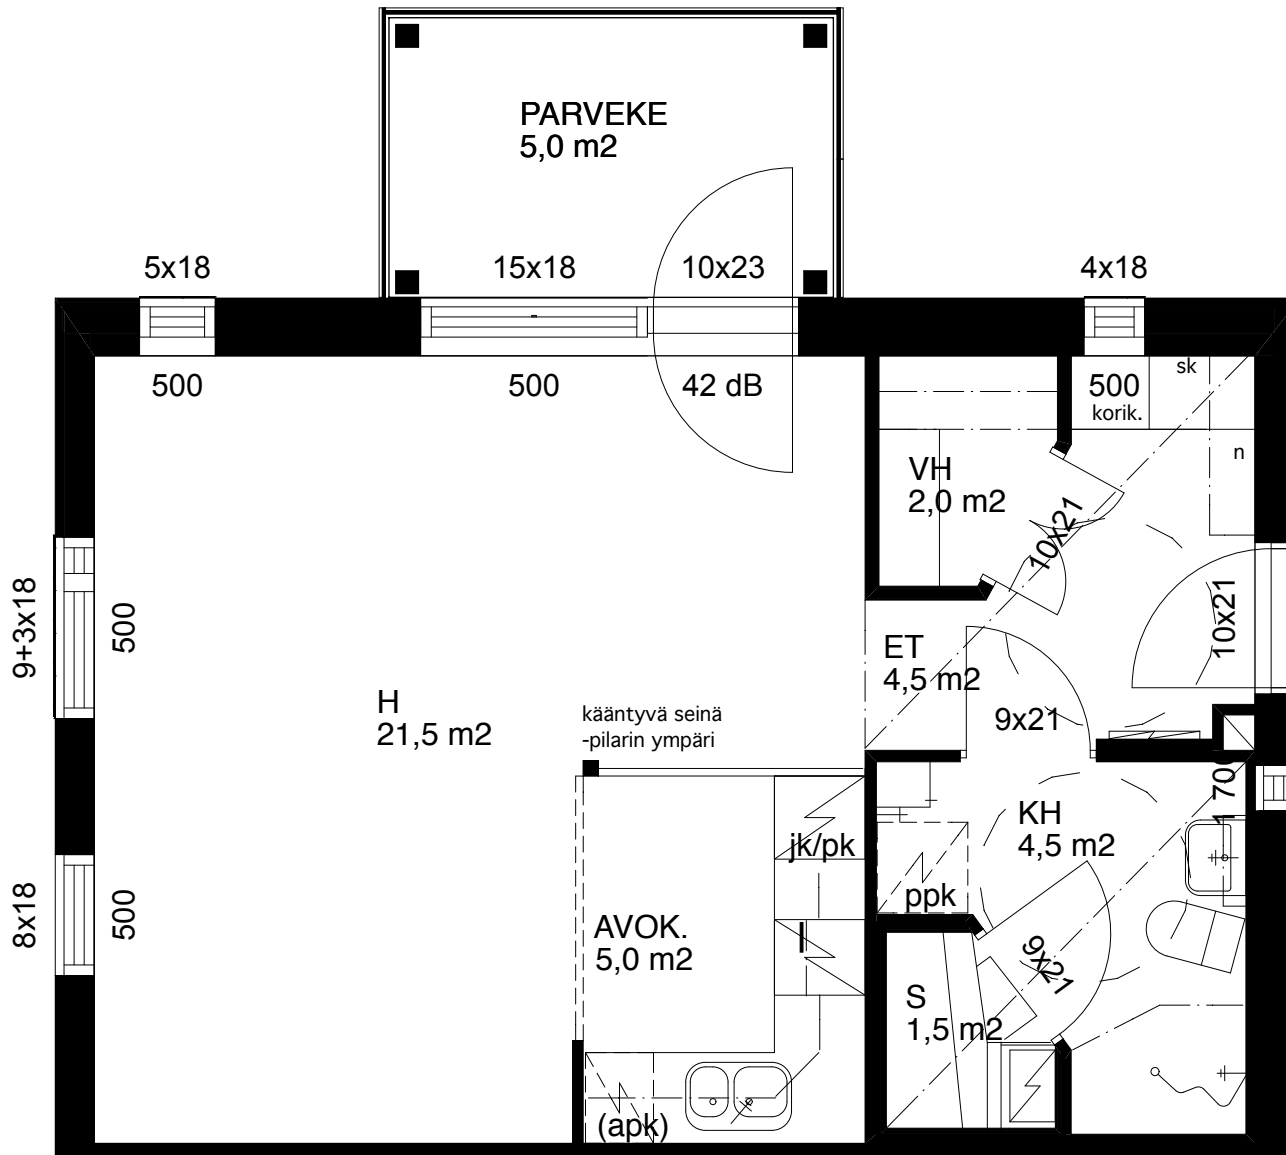 PARVEKE
5,0 m2
5x18
15x18
10x23
4x18
500
500
42 dB
500
korik.
sk
n
VH
2,0 m2
10x21
10x21
9+3x18
500
ET
4,5 m2
9x21
H
21,5 m2
kääntyvä seinä
-pilarin ympäri
1 700
KH
4,5 m2
jk/pk
ppk
8x18
500
AVOK.
5,0 m2
l
9x21
S
1,5 m2
(apk)